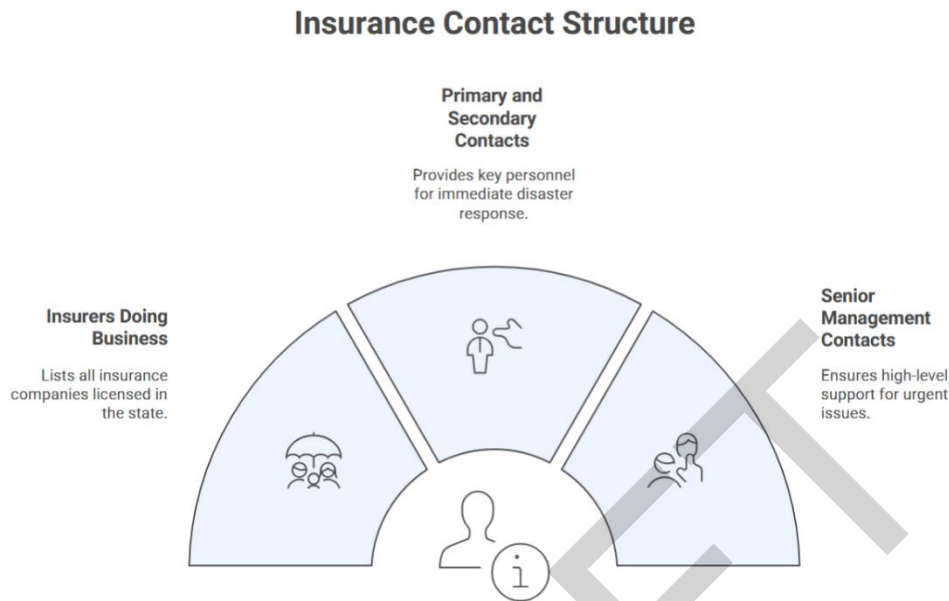 Insurance Contact Structure
Primary and
Secondary
Contacts
Provides key personnel
for immediate disaster
response.
Insurers Doing
Business
Lists all insurance
companies licensed in
the state.
Senior
Management
Contacts
Ensures high-level
support for urgent
issues.
i